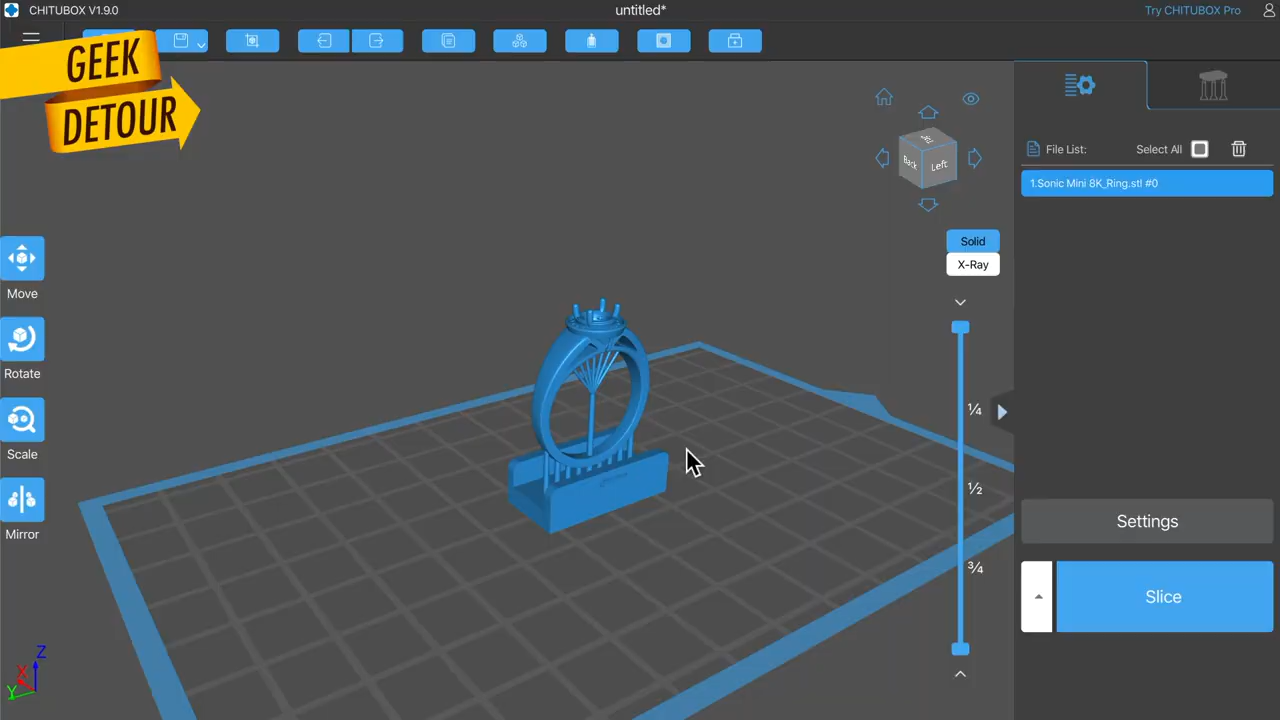 CHITUBOX V1.9.0
untitled*
Try CHITUBOX Pro
GEEK
DETOUR
File List:
Select All
1.Sonic Mini 8K_Ring.stl #0
Back
Left
Solid
X-Ray
Move
Rotate
Scale
Mirror
¼
½
¾
Settings
Slice
Z
X
Y